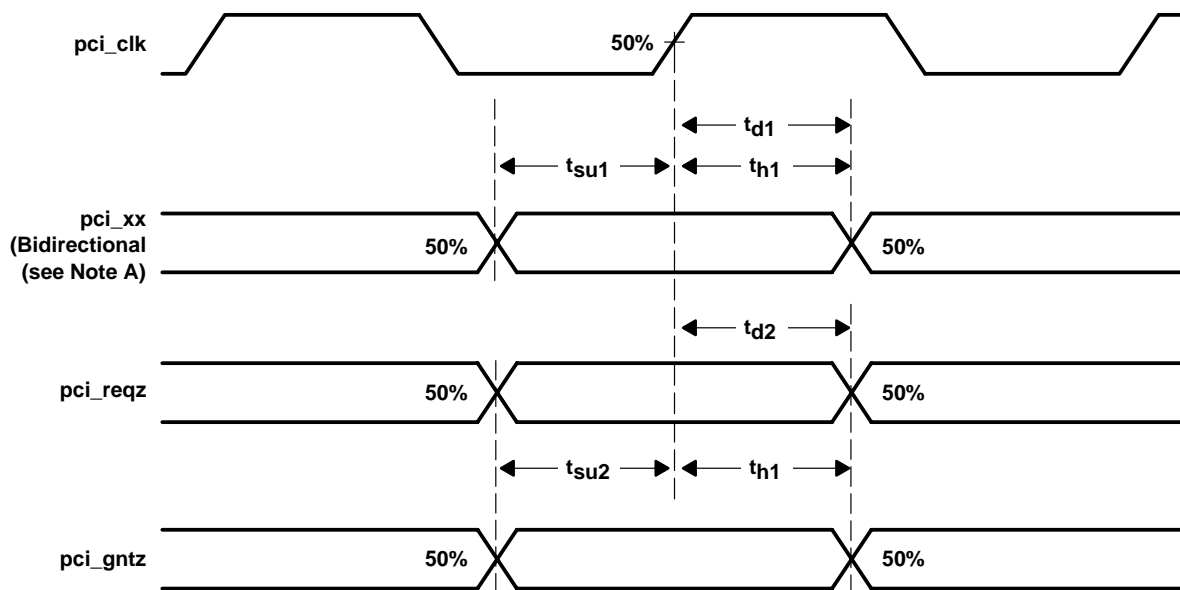 pci_clk
50%
td1
tsu1
th1
pci_xx
(Bidirectional
(see Note A)
50%
50%
td2
pci_reqz
50%
50%
tsu2
th1
pci_gntz
50%
50%